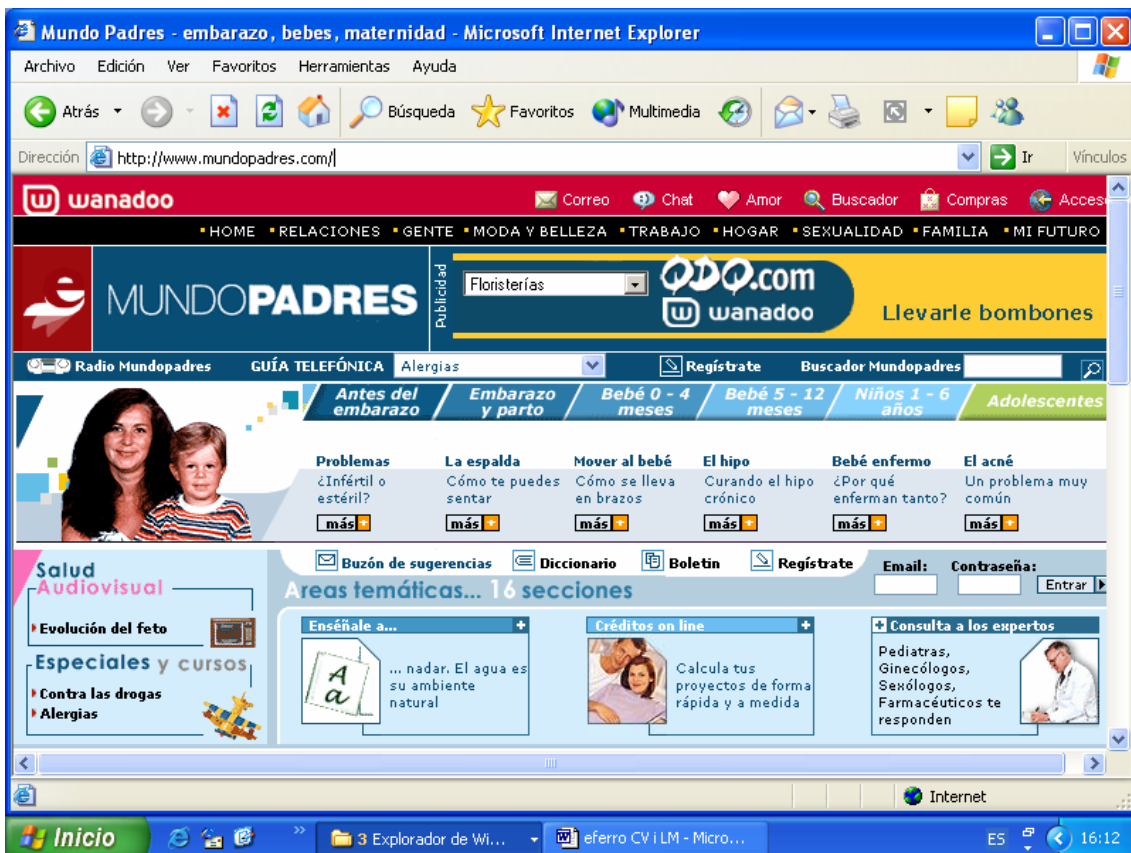 Mundo Padres - embarazo, bebes, maternidad - Microsoft Internet Explorer
Archivo Edición Ver Favoritos Herramientas Ayuda
Atrás Búsqueda Favoritos Multimedia
Dirección http://www.mundopadres.com/ Ir Vínculos
w wanadoo Correo Chat Amor Buscador Compras Acceso
HOME RELACIONES GENTE MODA Y BELLEZA TRABAJO HOGAR SEXUALIDAD FAMILIA MI FUTURO
MUNDOPADRES
Publicidad
Floristerías
QDQ.com
w wanadoo
Llevarle bombones
Radio Mundopadres GUÍA TELEFÓNICA Alergias Regístrate Buscador Mundopadres
Antes del embarazo
Embarazo y parto
Bebé 0 - 4 meses
Bebé 5 - 12 meses
Niños 1 - 6 años
Adolescentes
Problemas
¿Infértil o
estéril?
más
La espalda
Cómo te puedes
sentar
más
Mover al bebé
Cómo se lleva
en brazos
más
El hipo
Curando el hipo
crónico
más
Bebé enfermo
¿Por qué
enferman tanto?
más
El acné
Un problema muy
común
más
Salud
Audiovisual
Evolución del feto
Especiales y cursos
Contra las drogas
Alergias
Buzón de sugerencias Diccionario Boletin Regístrate
Email: Contraseña:
Entrar
Areas temáticas... 16 secciones
Enséñale a...
A
a
... nadar. El agua es
su ambiente
natural
Créditos on line
Calcula tus
proyectos de forma
rápida y a medida
Consulta a los expertos
Pediatras,
Ginecólogos,
Sexólogos,
Farmacéuticos te
responden
Internet
Inicio 3 Explorador de Wi... eferro CV i LM - Micro... ES 16:12